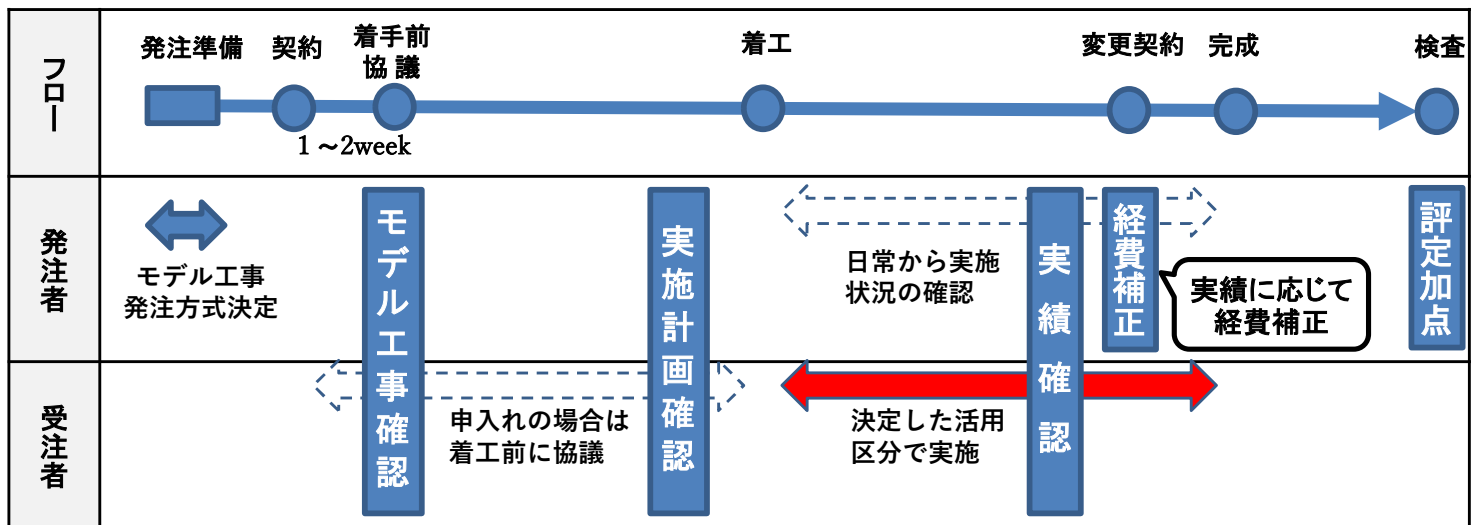 フロー
発注準備
契約
着手前
協 議
着工
変更契約
完成
検査
1 ～2week
発注者
モデル工事
発注方式決定
モデル工事確認
実施計画確認
日常から実施
状況の確認
実績確認
経費補正
実績に応じて
経費補正
評定加点
受注者
申入れの場合は
着工前に協議
決定した活用
区分で実施